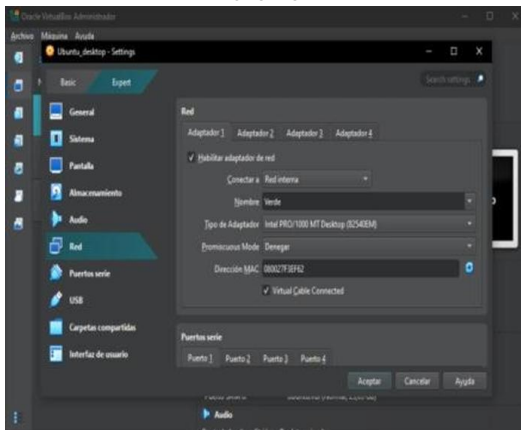 Oracle VirtualBox Administrador
Archivo Máquina Ayuda
Ubuntu_desktop - Settings
Basic Expert Search settings
General
Sistema
Pantalla
Almacenamiento
Audio
Red
Puertos serie
USB
Carpetas compartidas
Interfaz de usuario
Red
Adaptador 1 Adaptador 2 Adaptador 3 Adaptador 4
Habilitar adaptador de red
Conectar a Red interna
Nombre Verde
Tipo de Adaptador Intel PRO/1000 MT Desktop (82540EM)
Promiscuous Mode Denegar
Dirección MAC 080027F3EF62
Virtual Cable Connected
Puertos serie
Puerto 1 Puerto 2 Puerto 3 Puerto 4
Aceptar Cancelar Ayuda
Audio